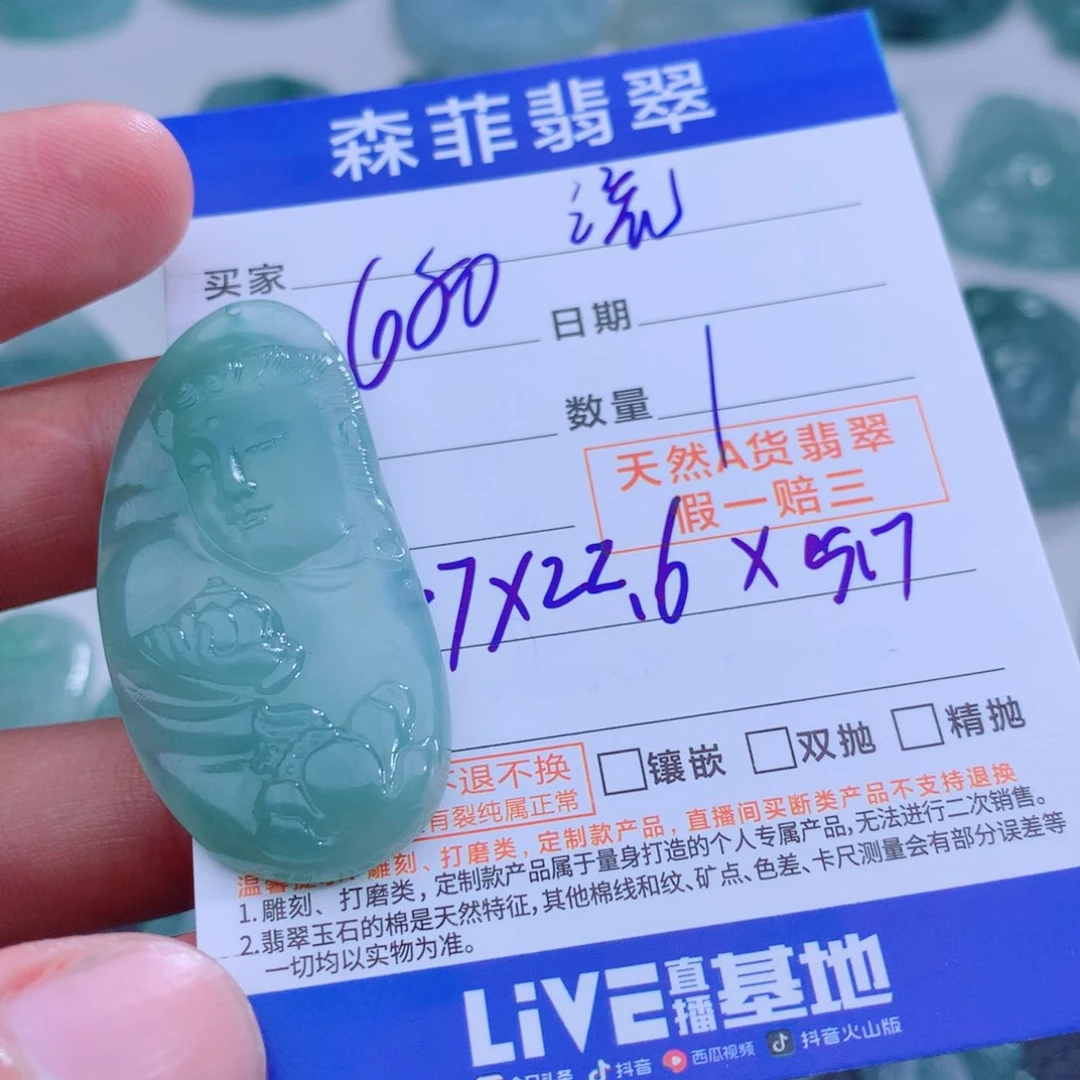 森菲翡翠
流
买家 680 日期
数量 1
天然A货翡翠
假一赔三
.7X22.6X5.7
不退不换 镶嵌 双抛 精抛
有裂纯属正常
雕刻、打磨类，定制款产品，直播间买断类产品不支持退换
1.雕刻、打磨类，定制款产品属于量身打造的个人专属产品,无法进行二次销售。
2.翡翠玉石的棉是天然特征,其他棉线和纹、矿点、色差、卡尺测量会有部分误差等
一切均以实物为准。
LiVE直播基地
抖音 西瓜视频 抖音火山版